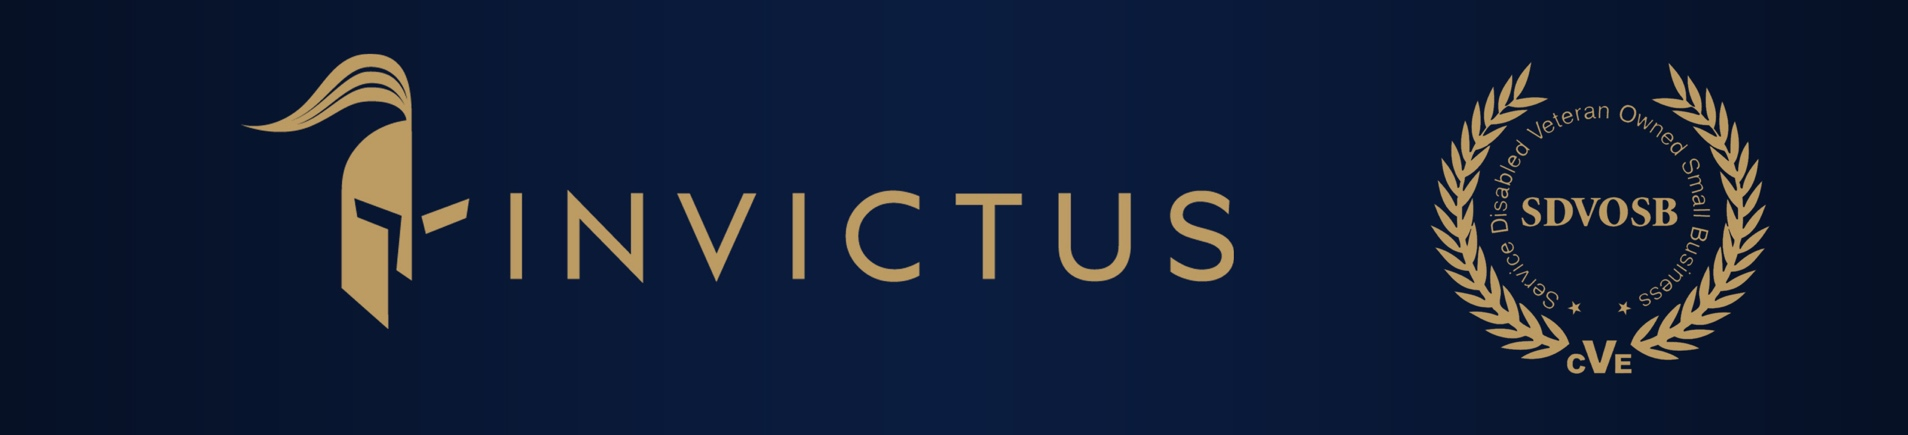 INVICTUS
Service Disabled Veteran Owned Small Business
SDVOSB
CVE